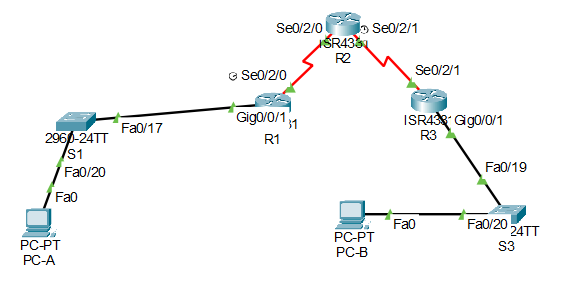 Se0/2/0
Se0/2/1
ISR4331
R2
Se0/2/0
Se0/2/1
Fa0/17
Gig0/0/1
R1
ISR4331
Gig0/0/1
R3
2960-24TT
S1
Fa0/20
Fa0
PC-PT
PC-A
Fa0/19
PC-PT
PC-B
Fa0
Fa0/20
24TT
S3